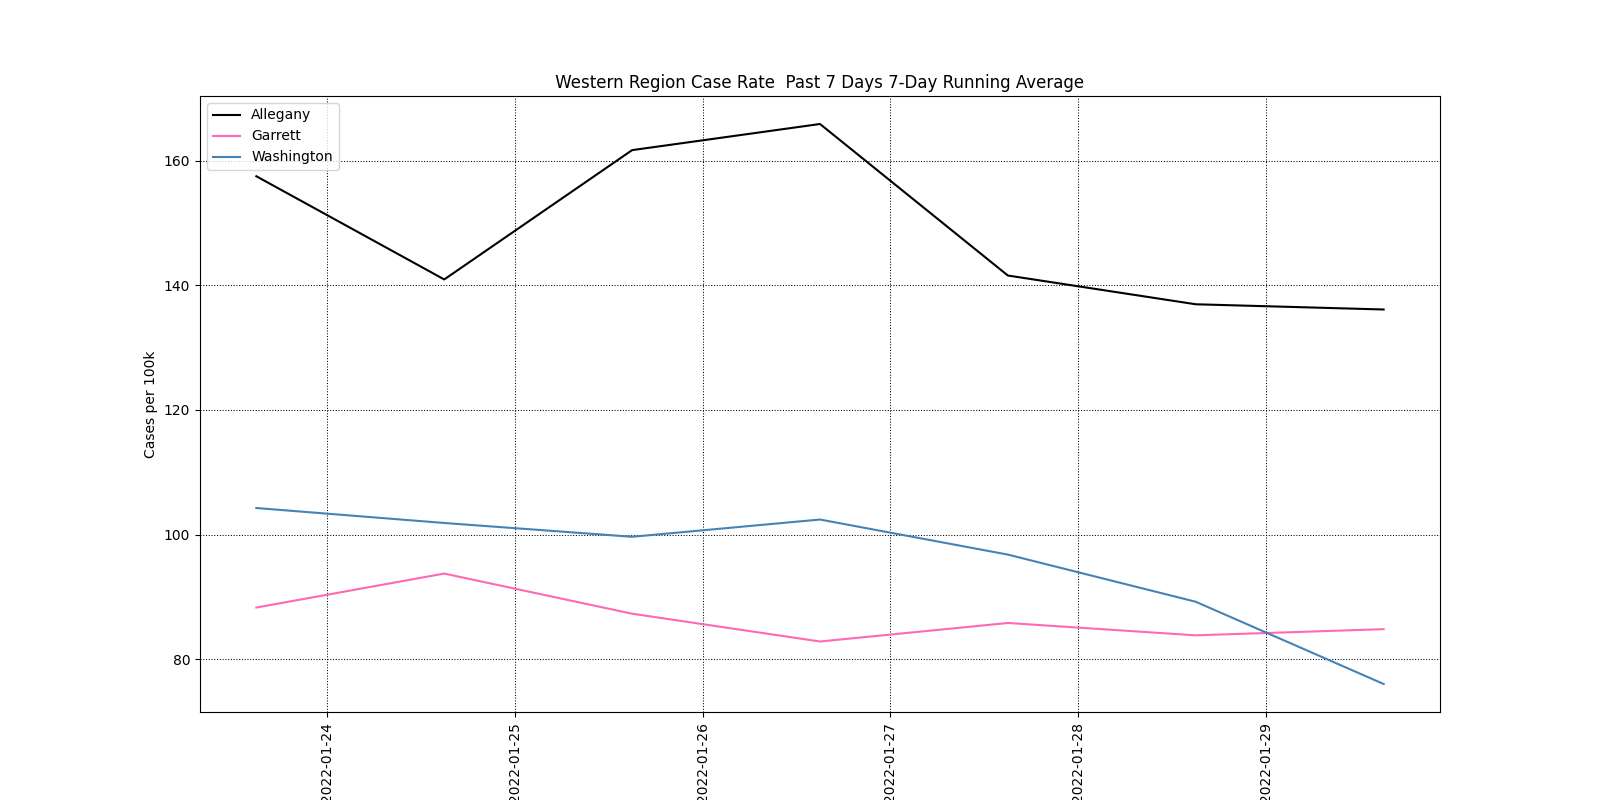 Western Region Case Rate  Past 7 Days 7-Day Running Average
Allegany
Garrett
Washington
Cases per 100k
160
140
120
100
80
2022-01-24
2022-01-25
2022-01-26
2022-01-27
2022-01-28
2022-01-29